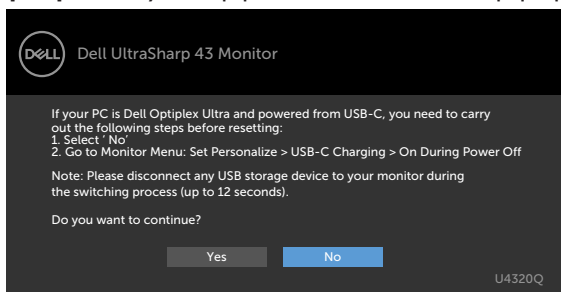 DELL Dell UltraSharp 43 Monitor
If your PC is Dell Optiplex Ultra and powered from USB-C, you need to carry
out the following steps before resetting:
1. Select ‘ No’
2. Go to Monitor Menu: Set Personalize > USB-C Charging > On During Power Off
Note: Please disconnect any USB storage device to your monitor during
the switching process (up to 12 seconds).
Do you want to continue?
Yes No
U4320Q